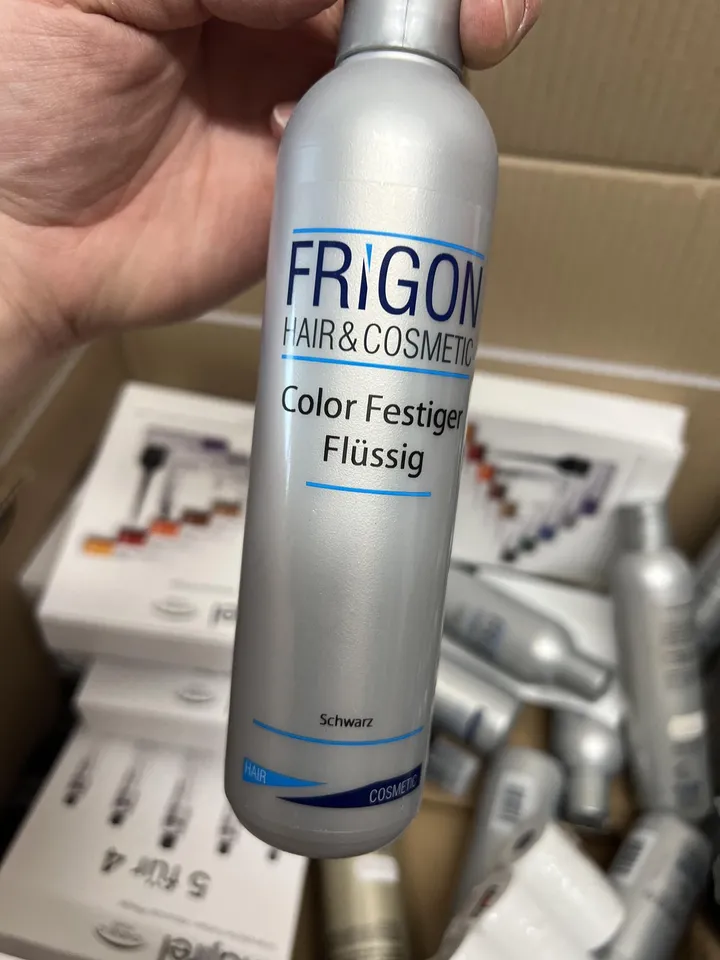 FRIGON
HAIR & COSMETIC
Color Festiger
Flüssig
Schwarz
HAIR
COSMETIC
5 für 4